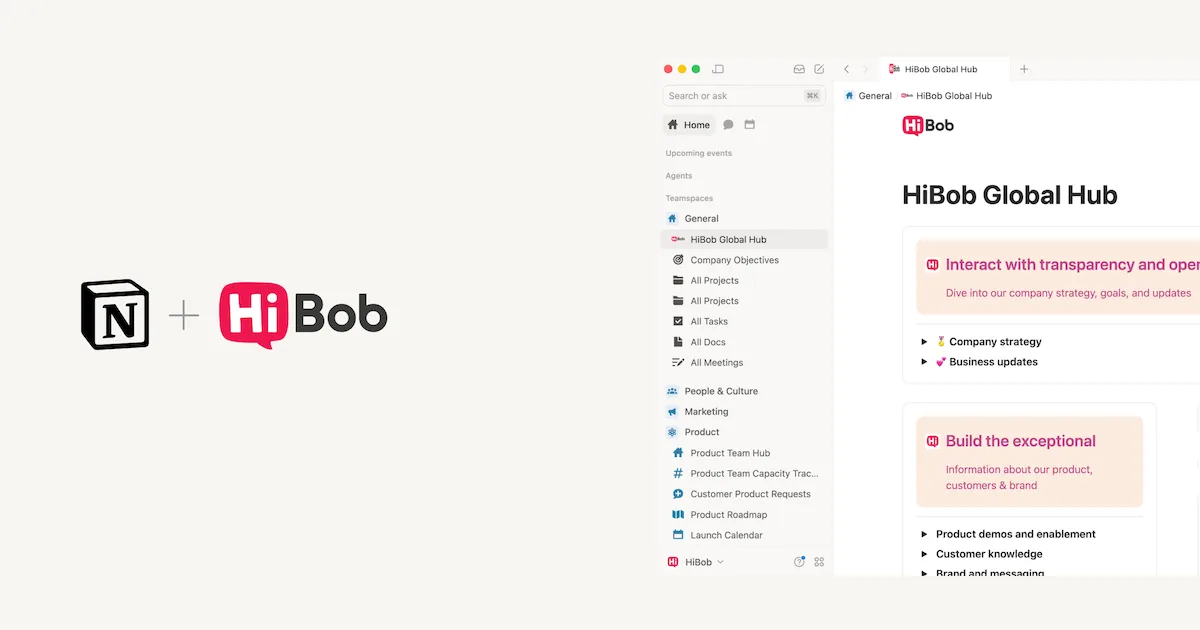 N
HiBob
HiBob Global Hub
Search or ask
⌘K
General
HiBob Global Hub
Home
HiBob
Upcoming events
Agents
HiBob Global Hub
Teamspaces
General
HiBob Global Hub
Interact with transparency and open
Company Objectives
All Projects
Dive into our company strategy, goals, and updates
All Projects
All Tasks
All Docs
Company strategy
All Meetings
Business updates
People & Culture
Marketing
Product
Build the exceptional
Product Team Hub
Information about our product,
Product Team Capacity Trac...
customers & brand
Customer Product Requests
Product Roadmap
Launch Calendar
Product demos and enablement
Customer knowledge
HiBob
Brand and messaging